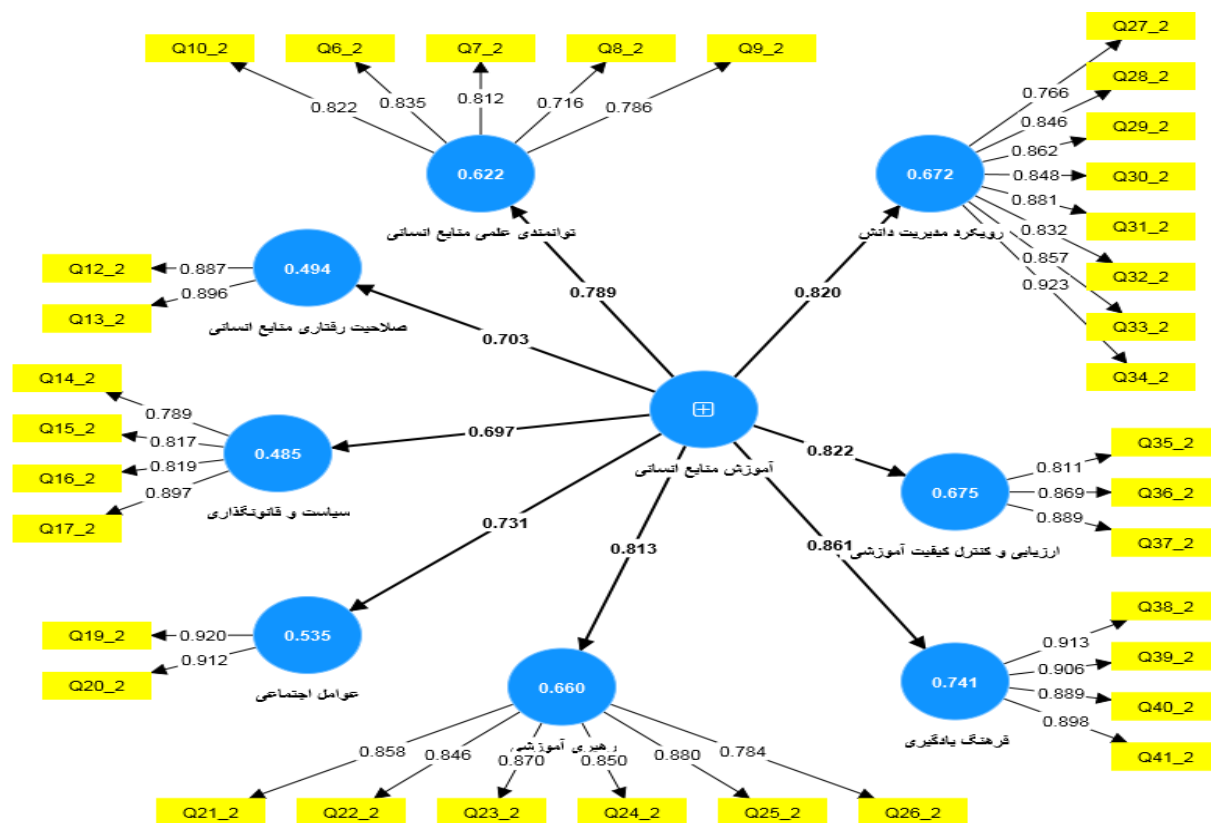 Q10_2
Q6_2
Q7_2
Q8_2
Q9_2
0.822
0.835
0.812
0.716
0.786
0.622
توانمندی علمی منابع انسانی
0.789
Q27_2
Q28_2
Q29_2
Q30_2
Q31_2
Q32_2
Q33_2
Q34_2
0.766
0.846
0.862
0.848
0.881
0.832
0.857
0.923
0.672
رویکرد مدیریت دانش
0.820
Q12_2
Q13_2
0.887
0.896
0.494
صلاحیت رفتاری منابع انسانی
0.703
Q14_2
Q15_2
Q16_2
Q17_2
0.789
0.817
0.819
0.897
0.485
سیاست و قانونگذاری
0.697
آموزش منابع انسانی
0.822
0.675
ارزیابی و کنترل کیفیت آموزشی
0.811
0.869
0.889
Q35_2
Q36_2
Q37_2
0.731
0.813
0.861
Q19_2
Q20_2
0.920
0.912
0.535
عوامل اجتماعی
0.660
رهبری آموزشی
0.858
0.846
0.870
0.850
0.880
0.784
Q21_2
Q22_2
Q23_2
Q24_2
Q25_2
Q26_2
0.741
فرهنگ یادگیری
0.913
0.906
0.889
0.898
Q38_2
Q39_2
Q40_2
Q41_2